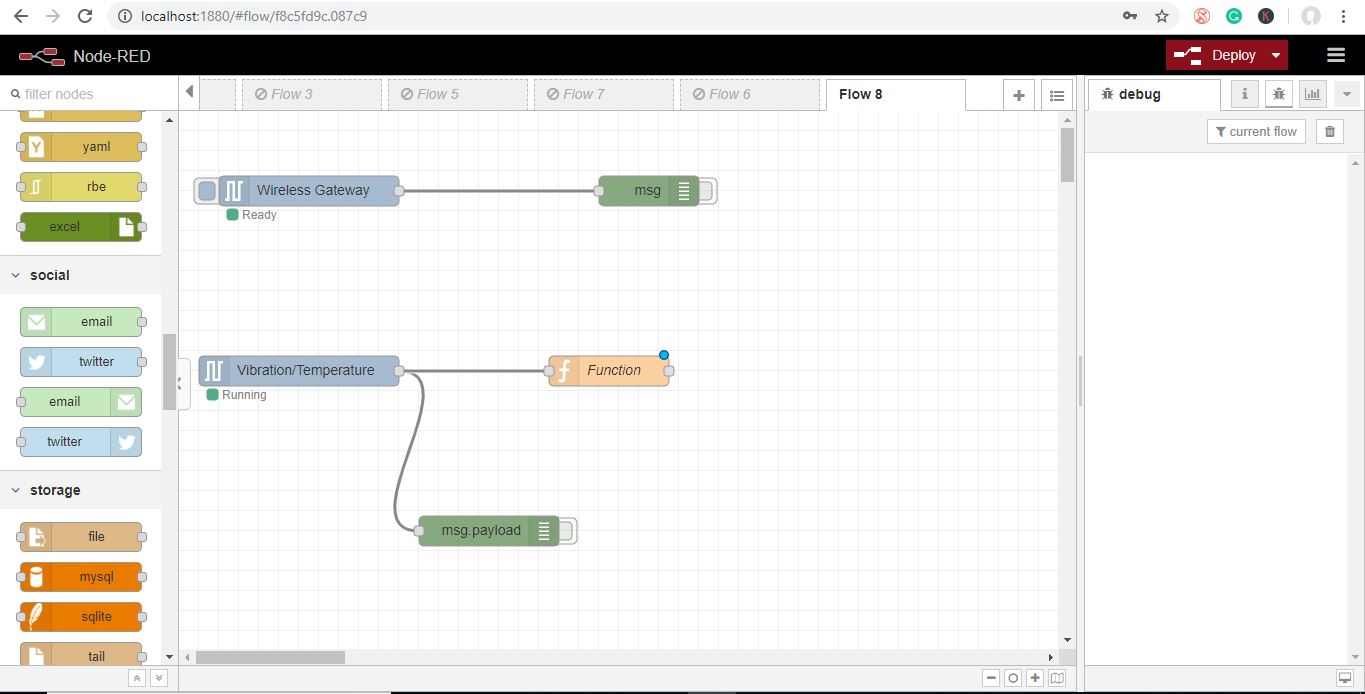 localhost:1880/#flow/f8c5fd9c.087c9
Node-RED
Deploy
filter nodes
Flow 3
Flow 5
Flow 7
Flow 6
Flow 8
debug
current flow
yaml
rbe
excel
social
email
twitter
email
twitter
storage
file
mysql
sqlite
tail
Wireless Gateway
Ready
msg
Vibration/Temperature
Running
Function
msg.payload